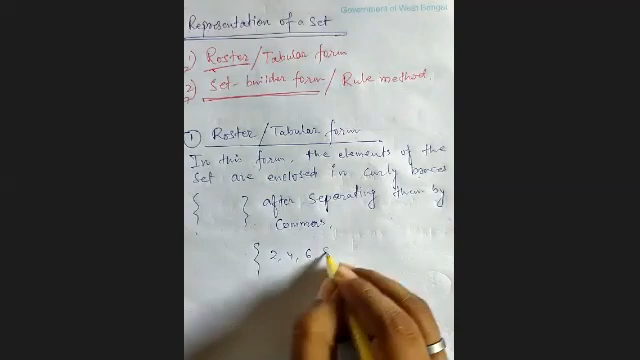 Government of West Bengal
Representation of a Set
1) Roster / Tabular form
2) Set-builder form / Rule method.
1 Roster / Tabular form
In this form, the elements of the
set are enclosed in curly braces
{ } after separating them by
commas.
{ 2, 4, 6, 8